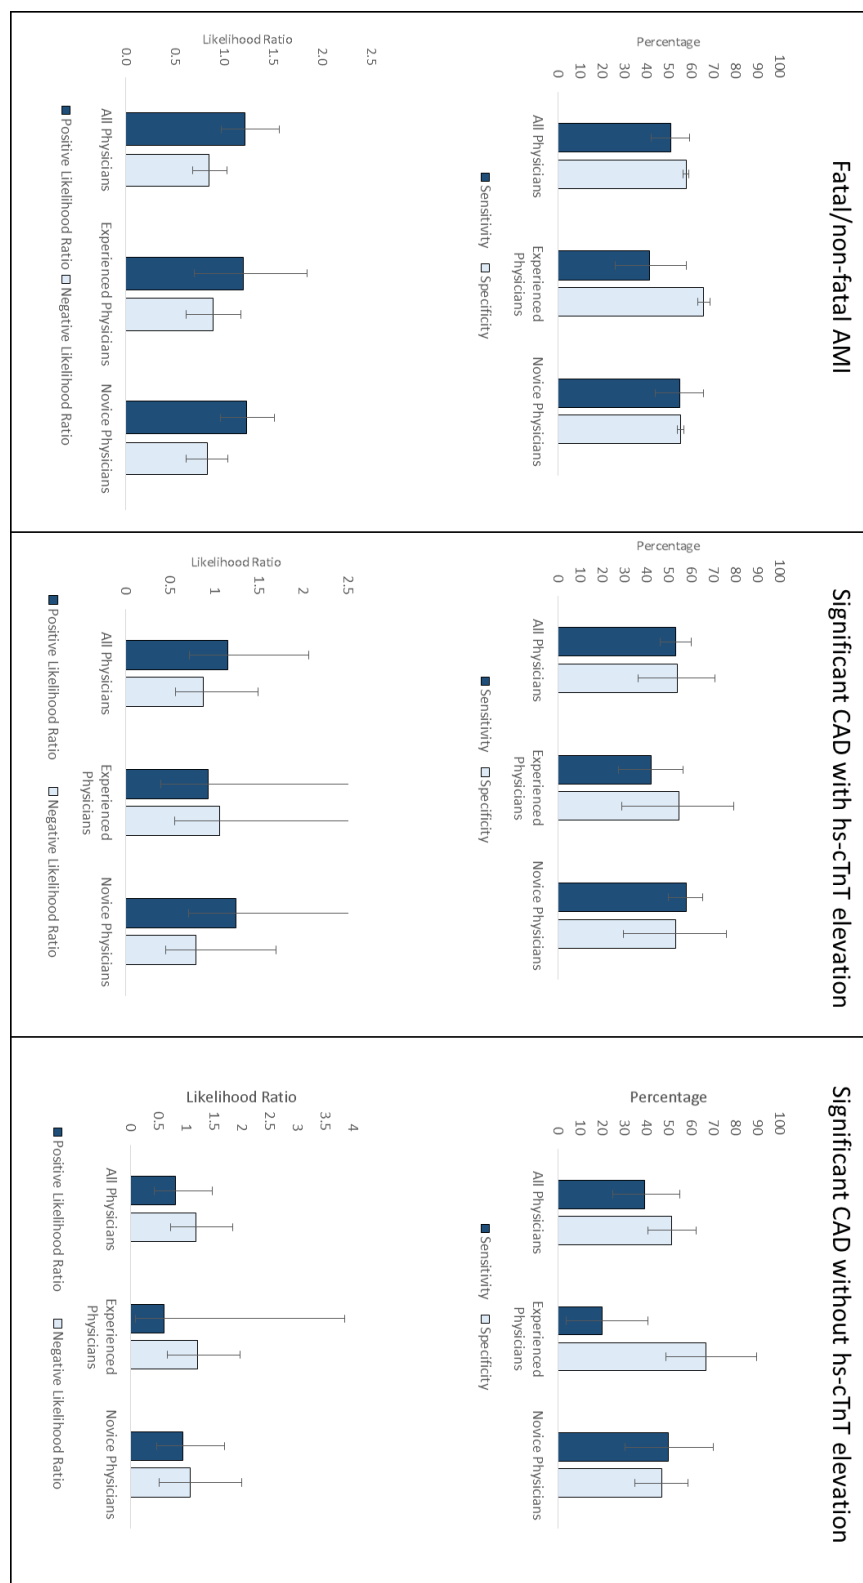 Fatal/non-fatal AMI
Percentage
100
90
80
70
60
50
40
30
20
10
0
All Physicians
Experienced
Physicians
Novice Physicians
Sensitivity
Specificity
Likelihood Ratio
2.5
2.0
1.5
1.0
0.5
0.0
All Physicians
Experienced Physicians
Novice Physicians
Positive Likelihood Ratio
Negative Likelihood Ratio
Significant CAD with hs-cTnT elevation
Percentage
100
90
80
70
60
50
40
30
20
10
0
All Physicians
Experienced
Physicians
Novice Physicians
Sensitivity
Specificity
Likelihood Ratio
2.5
2
1.5
1
0.5
0
All Physicians
Experienced
Physicians
Novice Physicians
Positive Likelihood Ratio
Negative Likelihood Ratio
Significant CAD without hs-cTnT elevation
Percentage
100
90
80
70
60
50
40
30
20
10
0
All Physicians
Experienced
Physicians
Novice Physicians
Sensitivity
Specificity
Likelihood Ratio
4
3.5
3
2.5
2
1.5
1
0.5
0
All Physicians
Experienced
Physicians
Novice Physicians
Positive Likelihood Ratio
Negative Likelihood Ratio